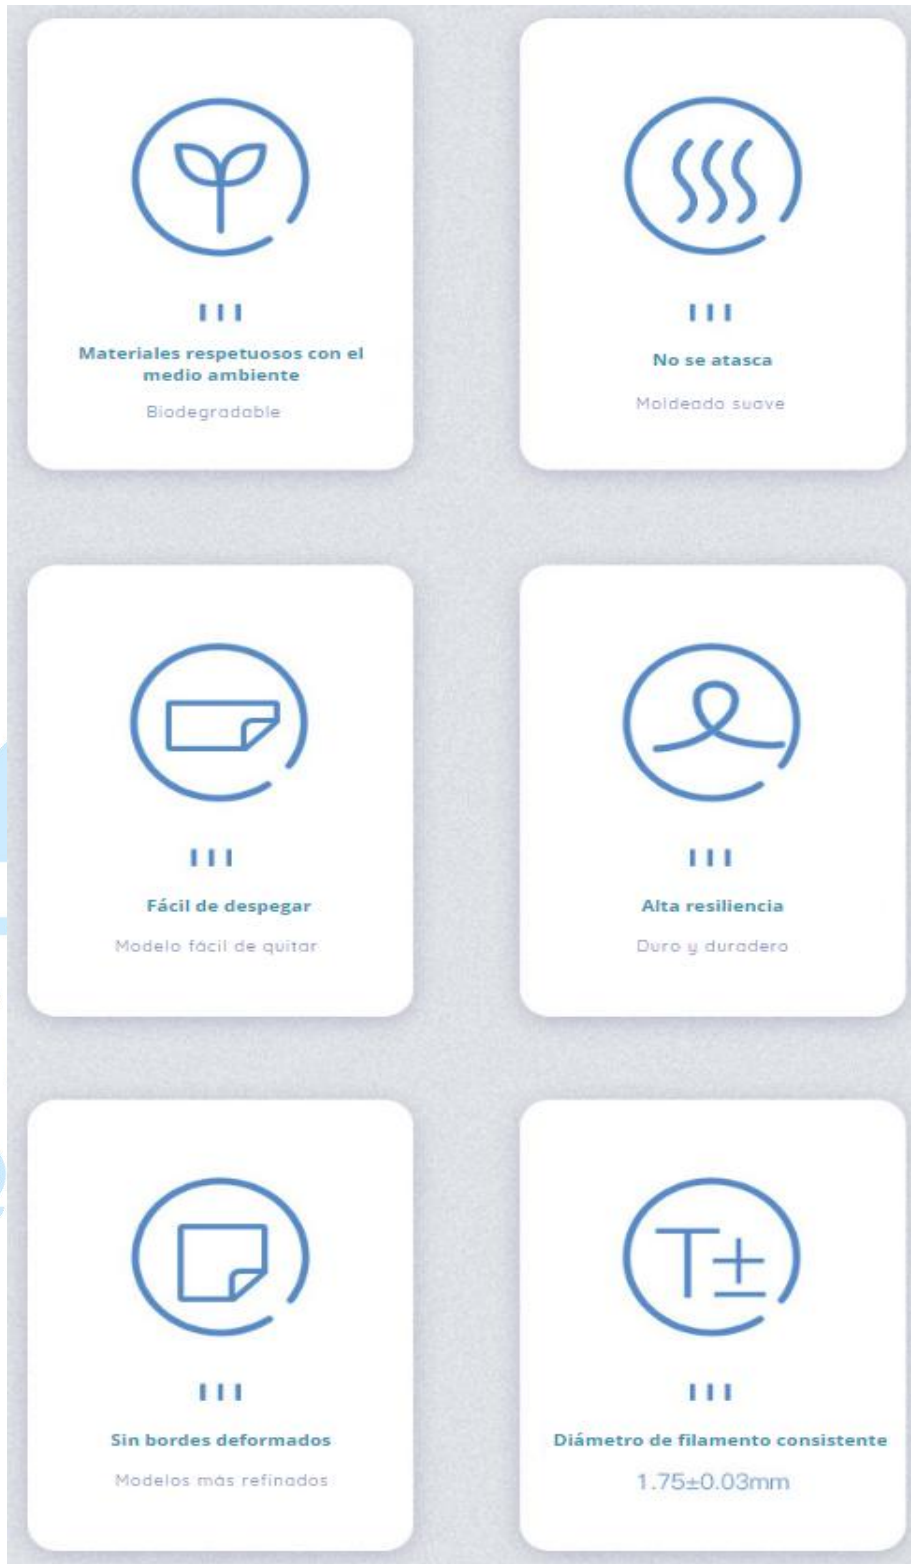 Materiales respetuosos con el
medio ambiente
Biodegradable
No se atasca
Moldeado suave
Fácil de despegar
Modelo fácil de quitar
Alta resiliencia
Duro y duradero
Sin bordes deformados
Modelos más refinados
T±
Diámetro de filamento consistente
1.75±0.03mm